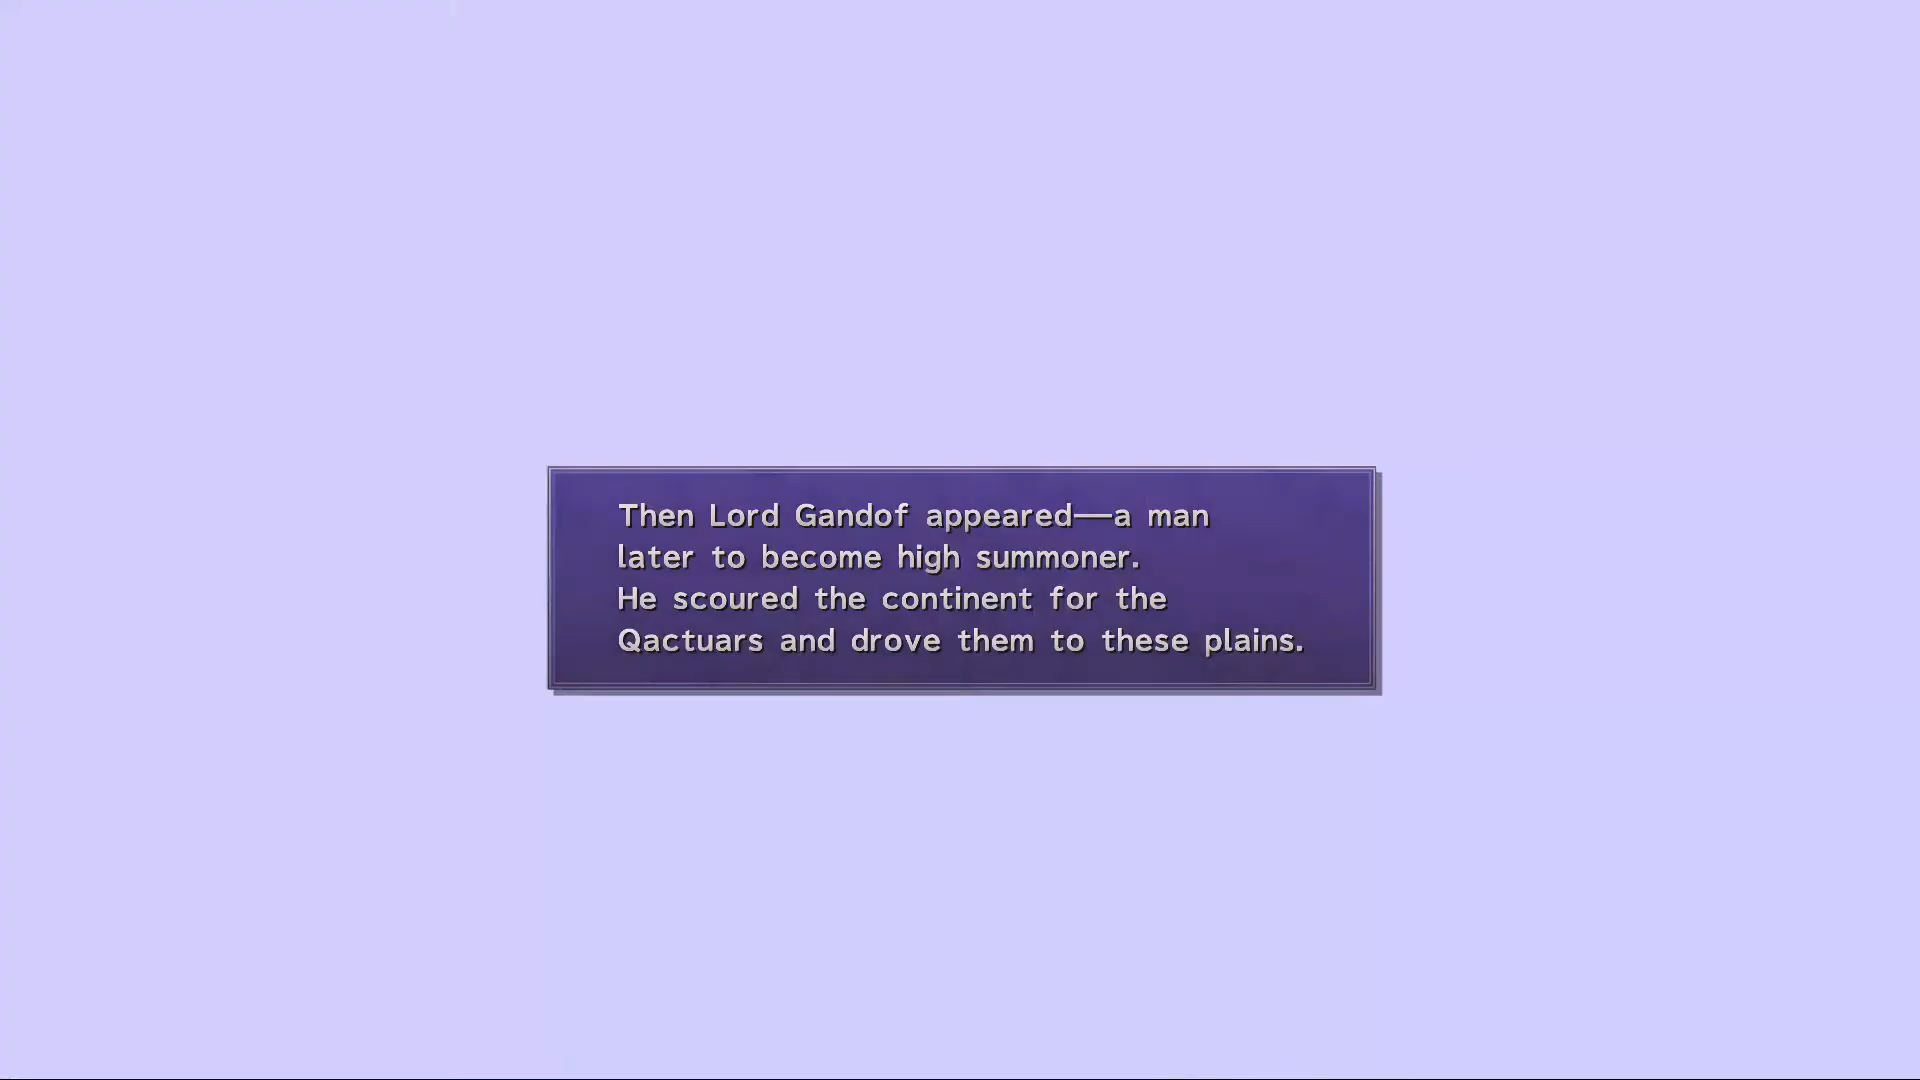 Then Lord Gandof appeared——a man
later to become high summoner.
He scoured the continent for the
Qactuars and drove them to these plains.